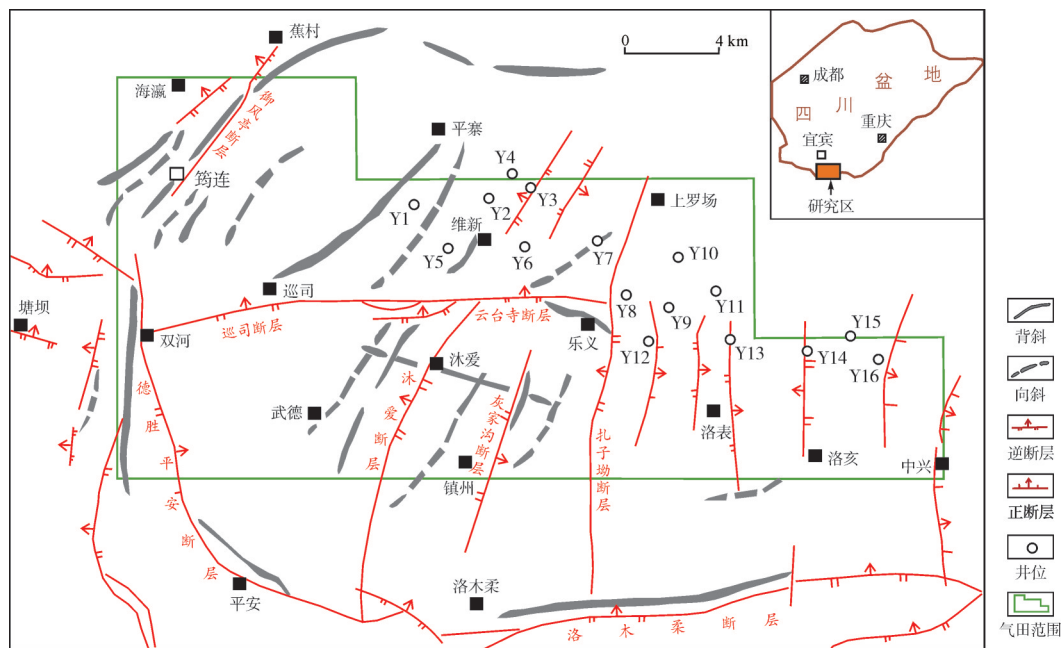 蕉村
0 4 km
海瀛
御风亭断层
平寨
筠连
Y4
Y3
Y2
Y1
维新
上罗场
Y5
Y6
Y7
Y10
巡司
Y8
Y11
Y9
塘坝
双河
巡司断层
云台寺断层
乐义
Y12
Y13
Y14
Y15
Y16
沐爱
沐爱断层
武德
灰家沟断层
镇州
扎子坳断层
洛表
洛亥
中兴
德胜平安断层
平安
洛木柔
洛木柔断层
四川盆地
成都
重庆
宜宾
研究区
背斜
向斜
逆断层
正断层
井位
气田范围